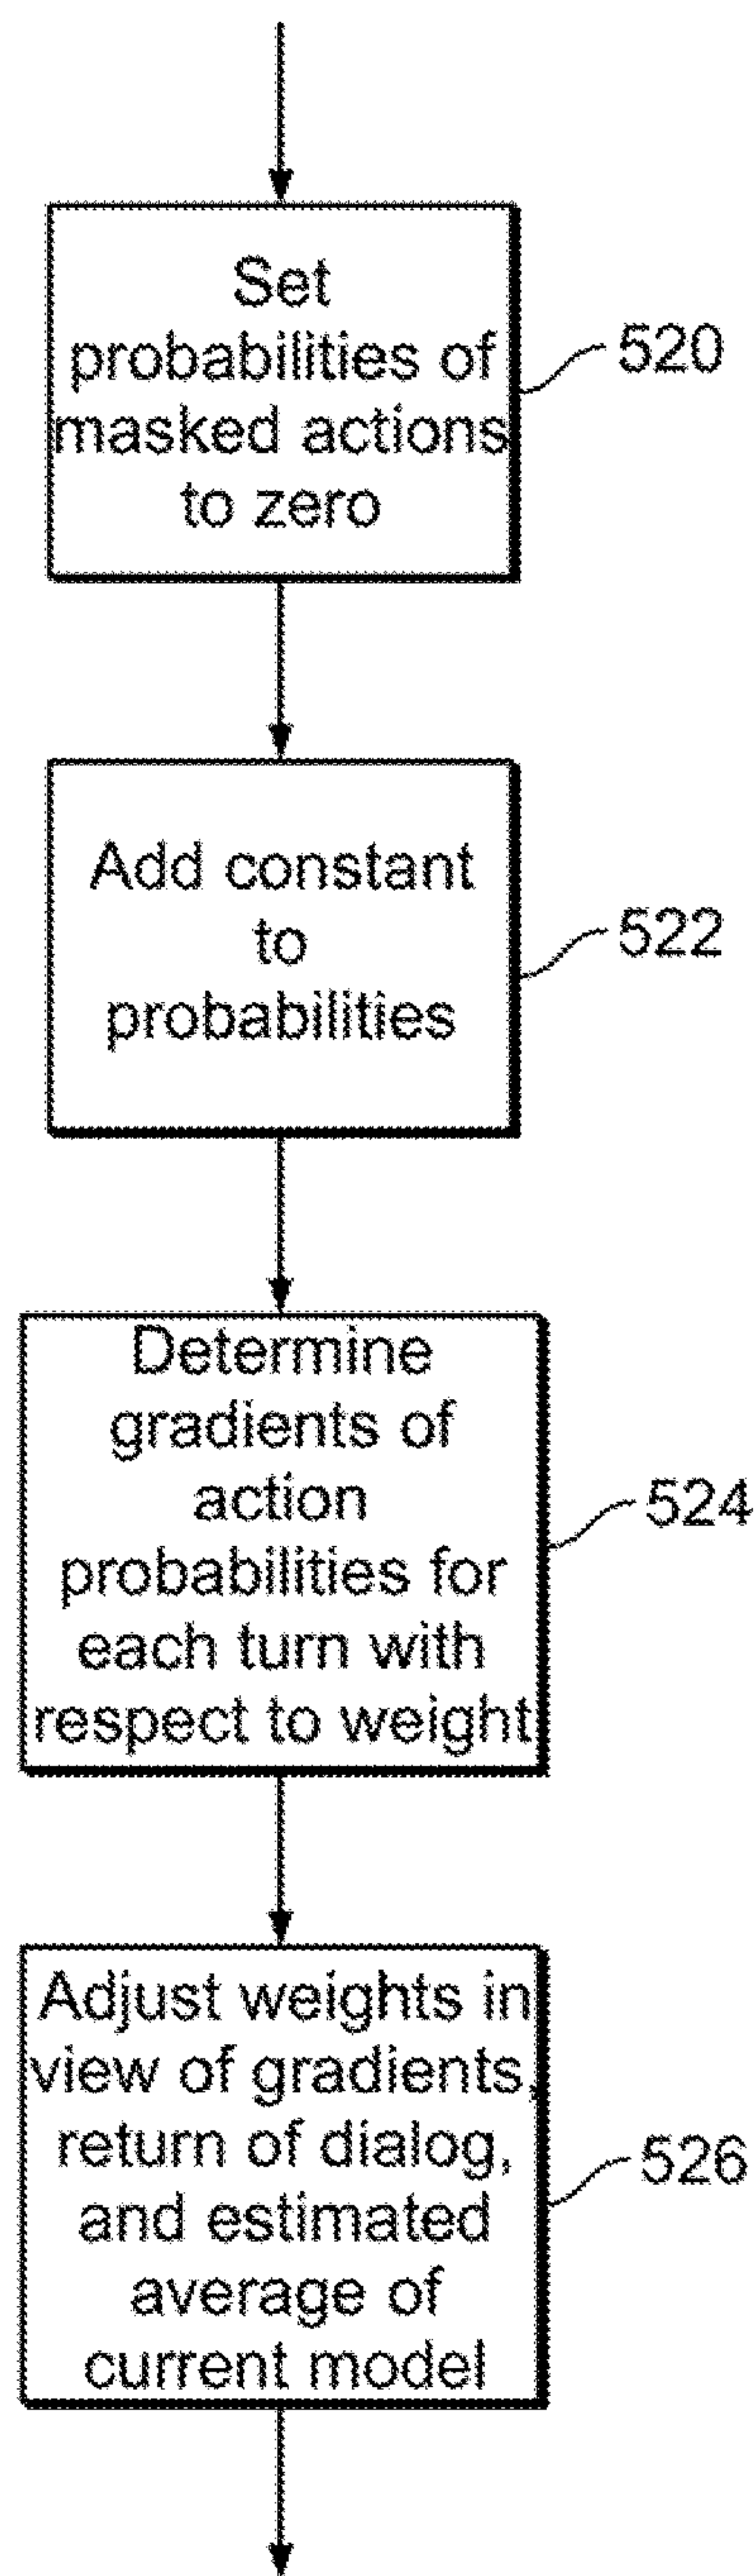 Set
probabilities of
masked actions
to zero
520
Add constant
to
probabilities
522
Determine
gradients of
action
probabilities for
each turn with
respect to weight
524
Adjust weights in
view of gradients,
return of dialog,
and estimated
average of
current model
526